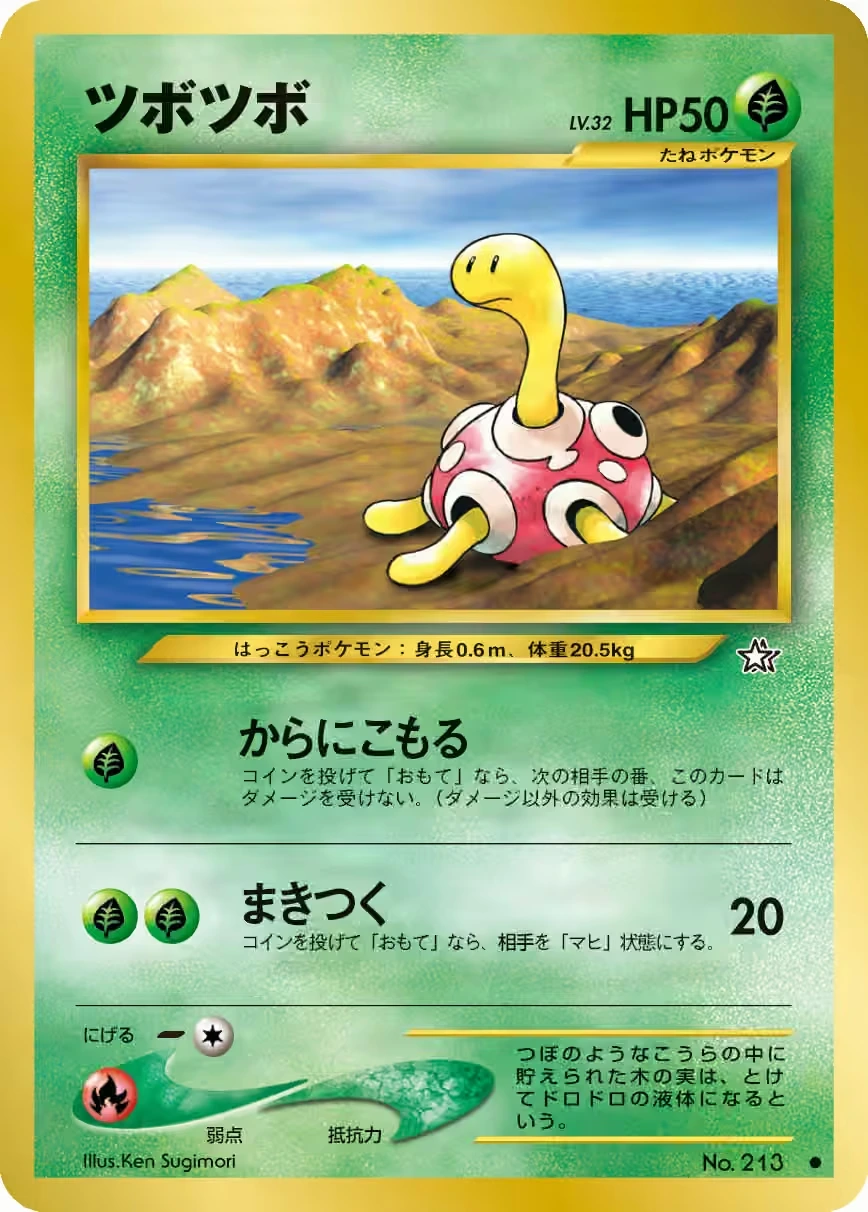 ツボツボ
LV.32 HP50
たねポケモン
はっこうポケモン：身長0.6m、体重20.5kg
からにこもる
コインを投げて「おもて」なら、次の相手の番、このカードは
ダメージを受けない。（ダメージ以外の効果は受ける）
まきつく
20
コインを投げて「おもて」なら、相手を「マヒ」状態にする。
にげる
つぼのようなこうらの中に
貯えられた木の実は、とけ
てドロドロの液体になると
いう。
弱点
抵抗力
Illus.Ken Sugimori
No. 213